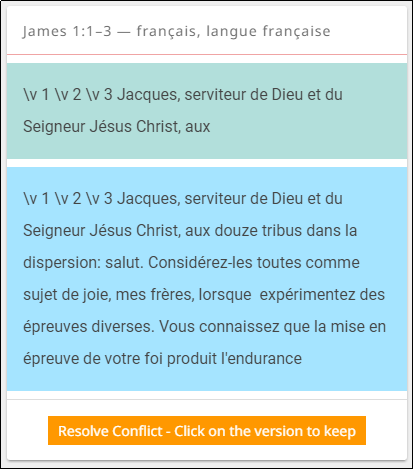 James 1:1–3 — français, langue française
\v 1 \v 2 \v 3 Jacques, serviteur de Dieu et du
Seigneur Jésus Christ, aux
\v 1 \v 2 \v 3 Jacques, serviteur de Dieu et du
Seigneur Jésus Christ, aux douze tribus dans la
dispersion: salut. Considérez-les toutes comme
sujet de joie, mes frères, lorsque  expérimentez des
épreuves diverses. Vous connaissez que la mise en
épreuve de votre foi produit l'endurance
Resolve Conflict - Click on the version to keep